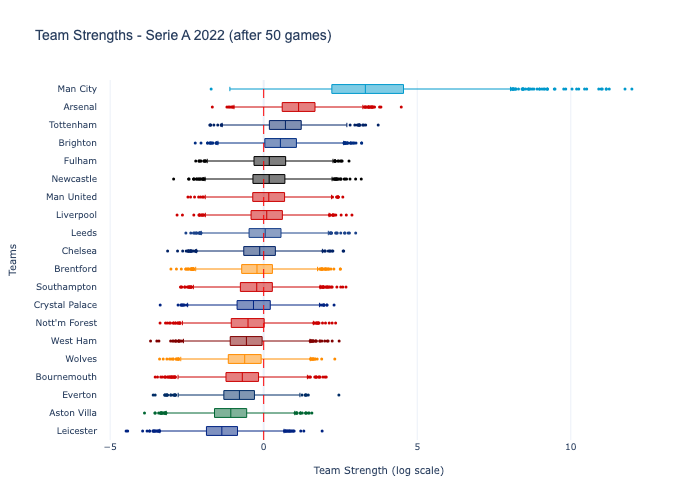 Team Strengths - Serie A 2022 (after 50 games)
Man City
Arsenal
Tottenham
Brighton
Fulham
Newcastle
Man United
Liverpool
Leeds
Chelsea
Brentford
Southampton
Crystal Palace
Nott'm Forest
West Ham
Wolves
Bournemouth
Everton
Aston Villa
Leicester
Teams
−5 0 5 10
Team Strength (log scale)